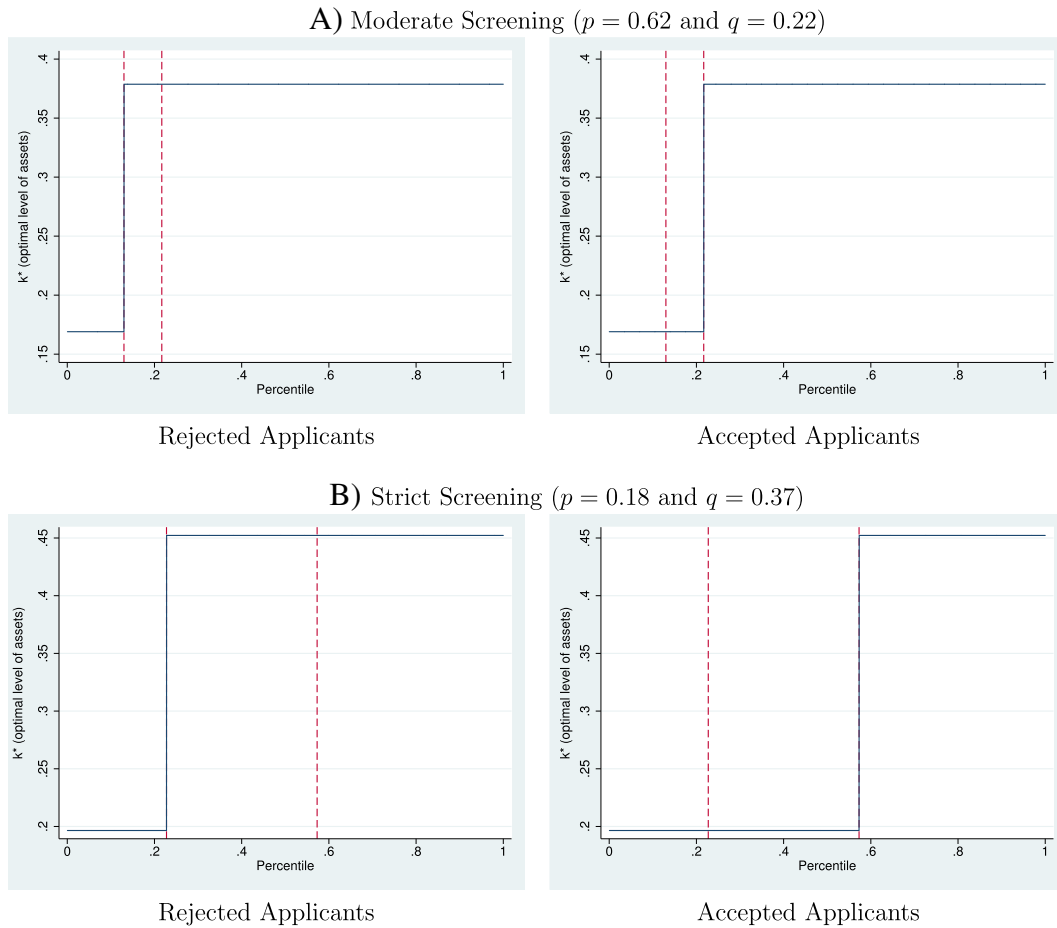 A) Moderate Screening (p = 0.62 and q = 0.22)
k* (optimal level of assets)
.4
.35
.3
.25
.2
.15
0 .2 .4 .6 .8 1
Percentile
Rejected Applicants
k* (optimal level of assets)
.4
.35
.3
.25
.2
.15
0 .2 .4 .6 .8 1
Percentile
Accepted Applicants
B) Strict Screening (p = 0.18 and q = 0.37)
k* (optimal level of assets)
.45
.4
.35
.3
.25
.2
0 .2 .4 .6 .8 1
Percentile
Rejected Applicants
k* (optimal level of assets)
.45
.4
.35
.3
.25
.2
0 .2 .4 .6 .8 1
Percentile
Accepted Applicants